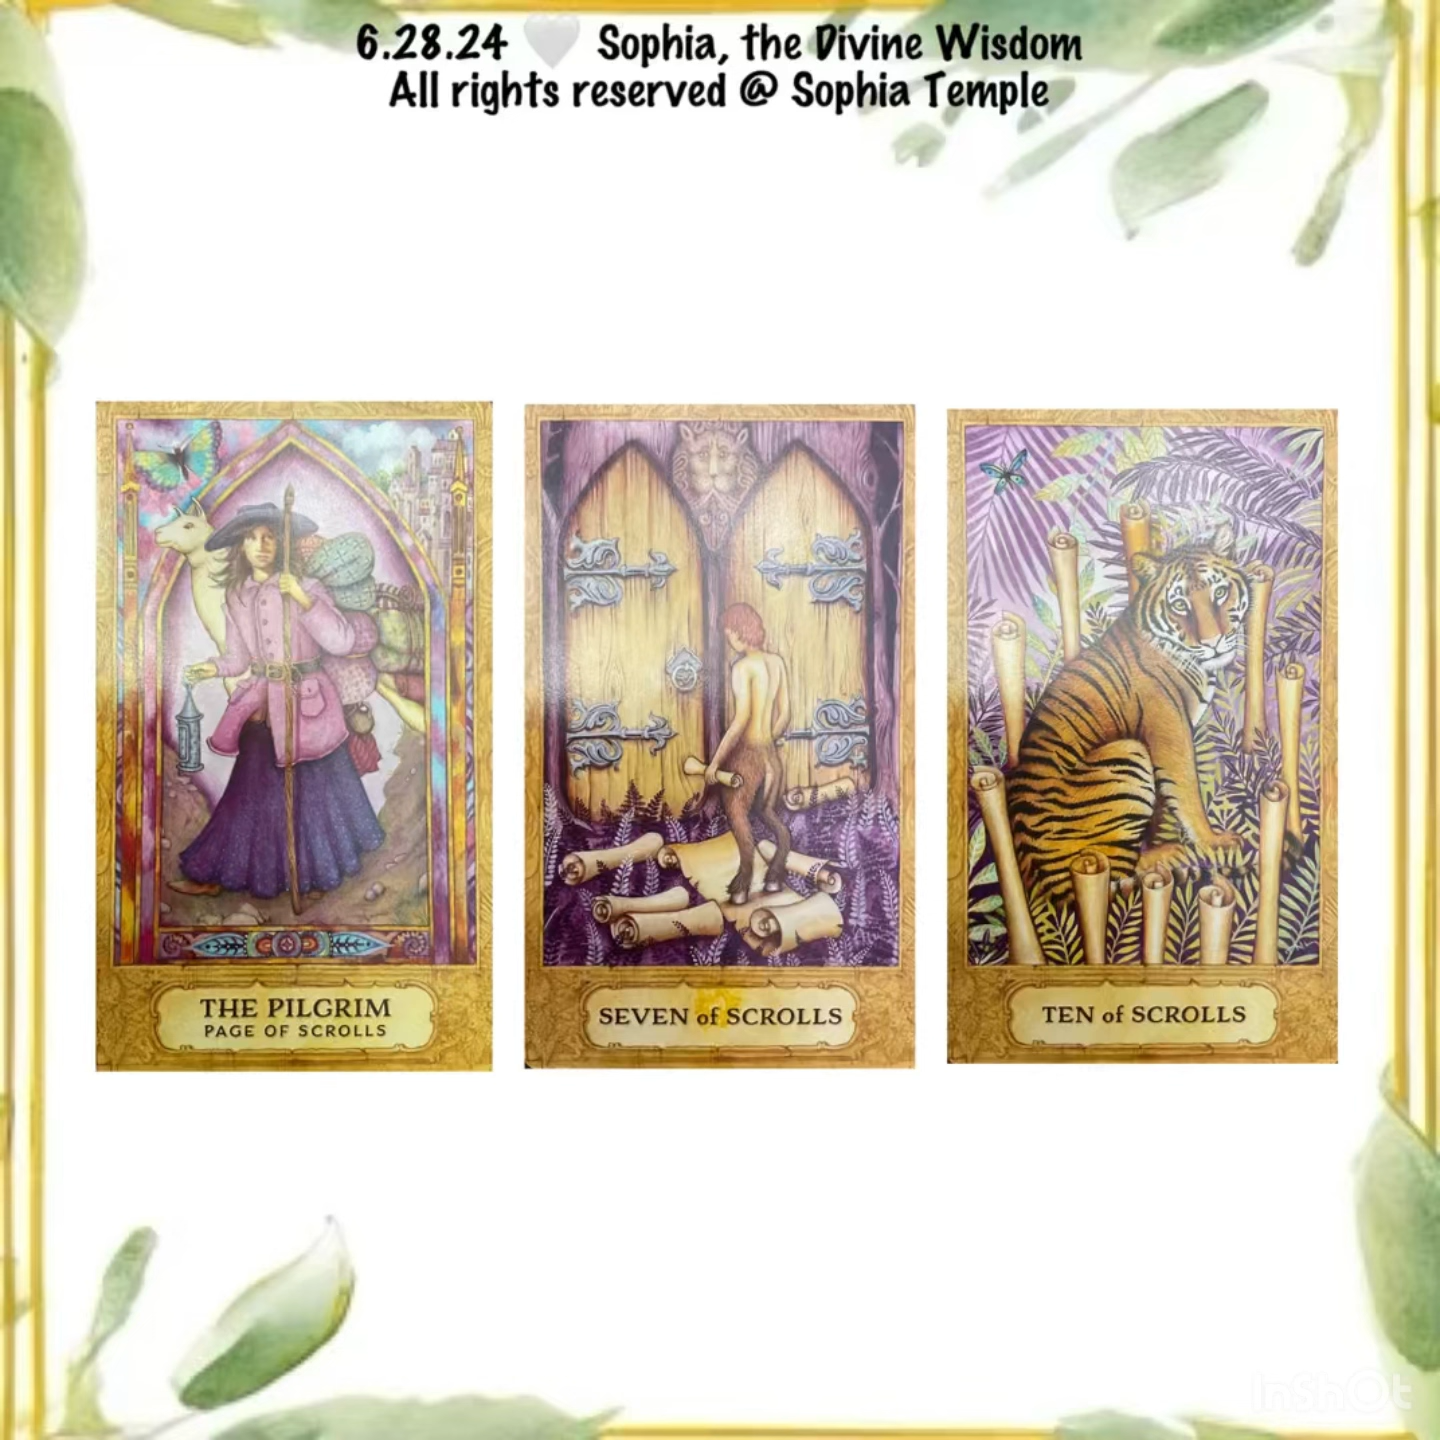 6.28.24 🤍 Sophia, the Divine Wisdom
All rights reserved @ Sophia Temple
THE PILGRIM
PAGE OF SCROLLS
SEVEN of SCROLLS
TEN of SCROLLS
InShOt